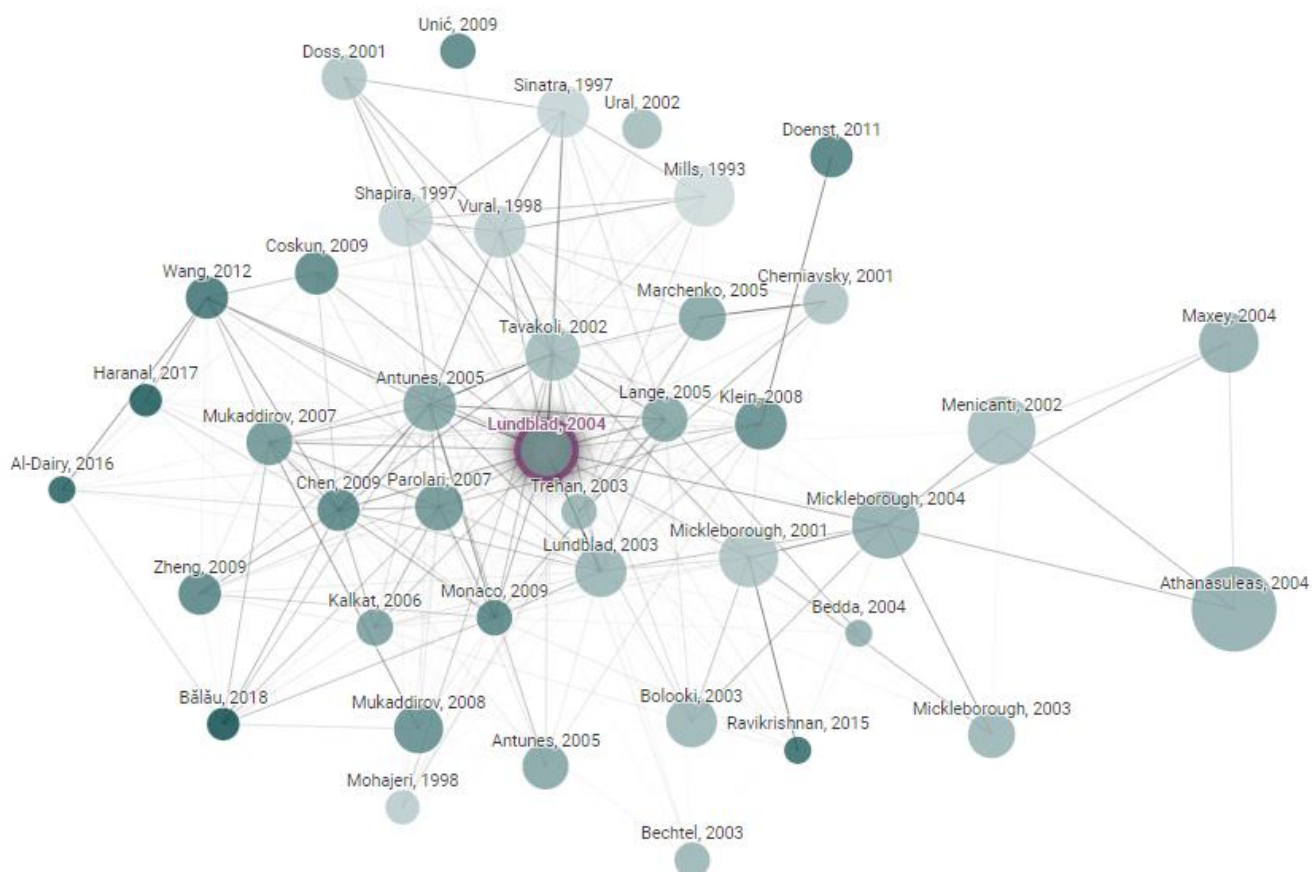 Unić, 2009
Doss, 2001
Sinatra, 1997
Ural, 2002
Doenst, 2011
Mills, 1993
Shapira, 1997
Vural, 1998
Coskun, 2009
Wang, 2012
Cherniavsky, 2001
Marchenko, 2005
Maxey, 2004
Tavakoli, 2002
Haranal, 2017
Antunes, 2005
Lange, 2005
Klein, 2008
Menicanti, 2002
Mukaddirov, 2007
Lundblad, 2004
Al-Dairy, 2016
Chen, 2009
Parolari, 2007
Trehan, 2003
Mickleborough, 2004
Lundblad, 2003
Mickleborough, 2001
Zheng, 2009
Athanasuleas, 2004
Kalkat, 2006
Monaco, 2009
Bedda, 2004
Bălău, 2018
Mukaddirov, 2008
Bolooki, 2003
Mickleborough, 2003
Antunes, 2005
Ravikrishnan, 2015
Mohajeri, 1998
Bechtel, 2003